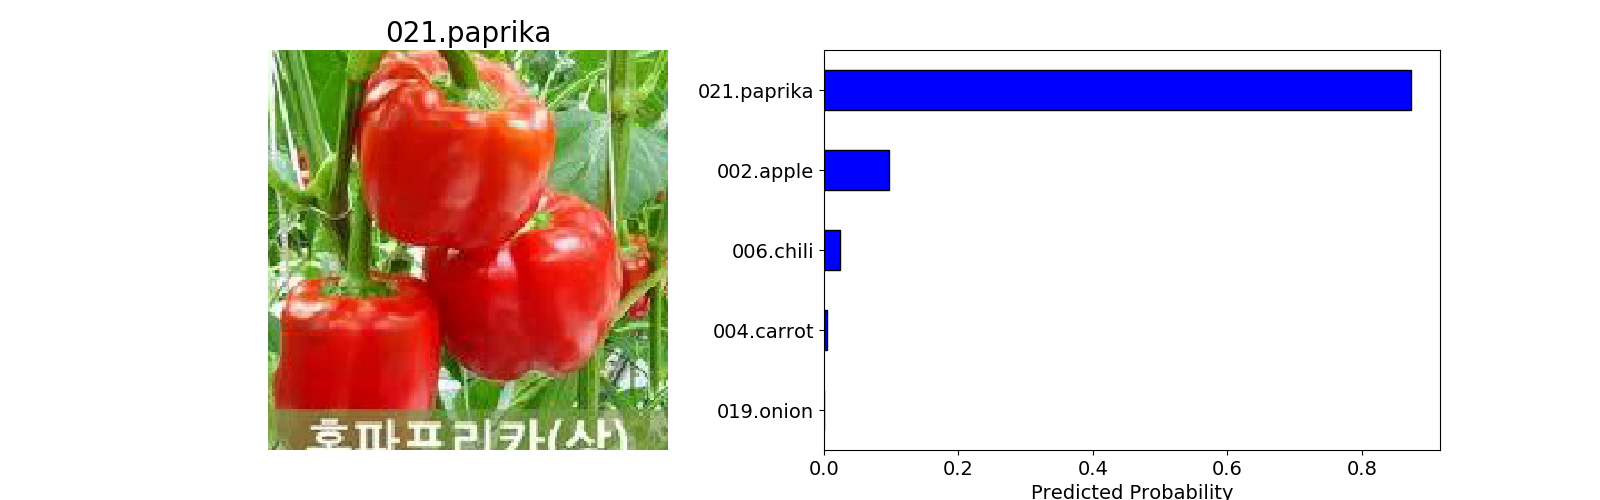 021.paprika
홍파프리카(상)
021.paprika
002.apple
006.chili
004.carrot
019.onion
0.0 0.2 0.4 0.6 0.8
Predicted Probability